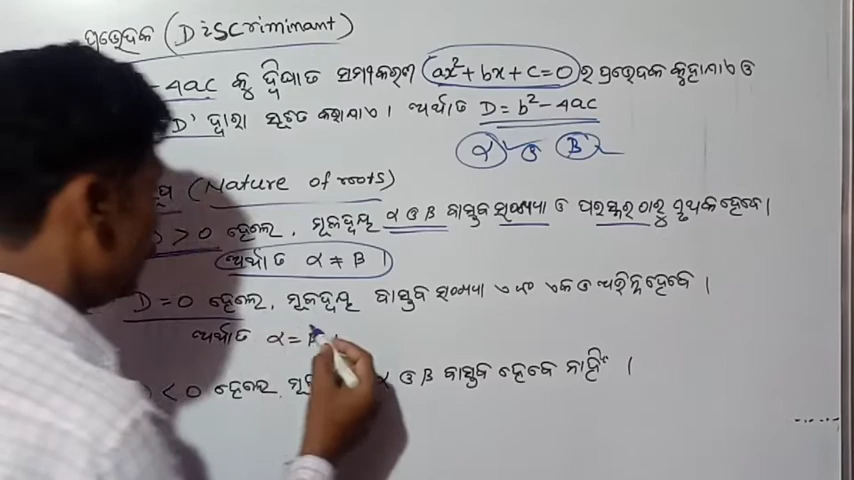 ପ୍ରଭେଦକ (Discriminant)
- 4ac କୁ ଦ୍ୱିଘାତ ସମୀକରଣ ax²+bx+c=0 ର ପ୍ରଭେଦକ କୁହାଯାଏ ଓ
D' ଦ୍ୱାରା ସୂଚିତ କରାଯାଏ । ଅର୍ଥାତ D = b² - 4ac
α ଓ β
(Nature of roots)
> 0 ହେଲେ, ମୂଳଦ୍ୱୟ α ଓ β ବାସ୍ତବ ସଂଖ୍ୟା ଓ ପରସ୍ପର ଠାରୁ ପୃଥକ ହେବେ ।
ଅର୍ଥାତ α ≠ β ।
D = 0 ହେଲେ, ମୂଳଦ୍ୱୟ ବାସ୍ତବ ସଂଖ୍ୟା ଏବଂ ଏକ ଓ ଅଭିନ୍ନ ହେବେ ।
ଅର୍ଥାତ α =
< 0 ହେଲେ α ଓ β ବାସ୍ତବ ହେବେ ନାହିଁ ।